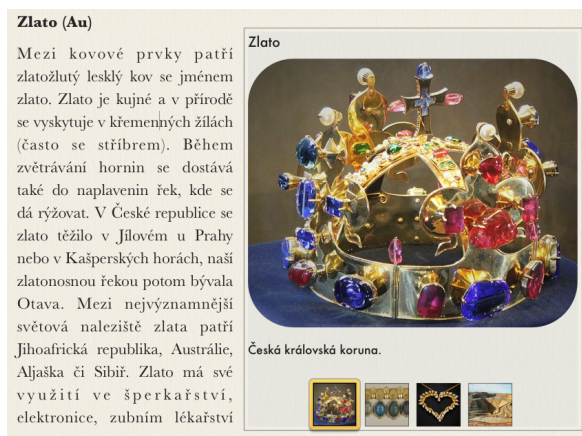 Zlato (Au)
Mezi kovové prvky patří
zlatožlutý lesklý kov se jménem
zlato. Zlato je kujné a v přírodě
se vyskytuje v křemenných žílách
(často se stříbrem). Během
zvětrávání hornin se dostává
také do naplavenin řek, kde se
dá rýžovat. V České republice se
zlato těžilo v Jílovém u Prahy
nebo v Kašperských horách, naší
zlatonosnou řekou potom bývala
Otava. Mezi nejvýznamnější
světová naleziště zlata patří
Jihoafrická republika, Austrálie,
Aljaška či Sibiř. Zlato má své
využití ve šperkařství,
elektronice, zubním lékařství
Zlato
Česká královská koruna.